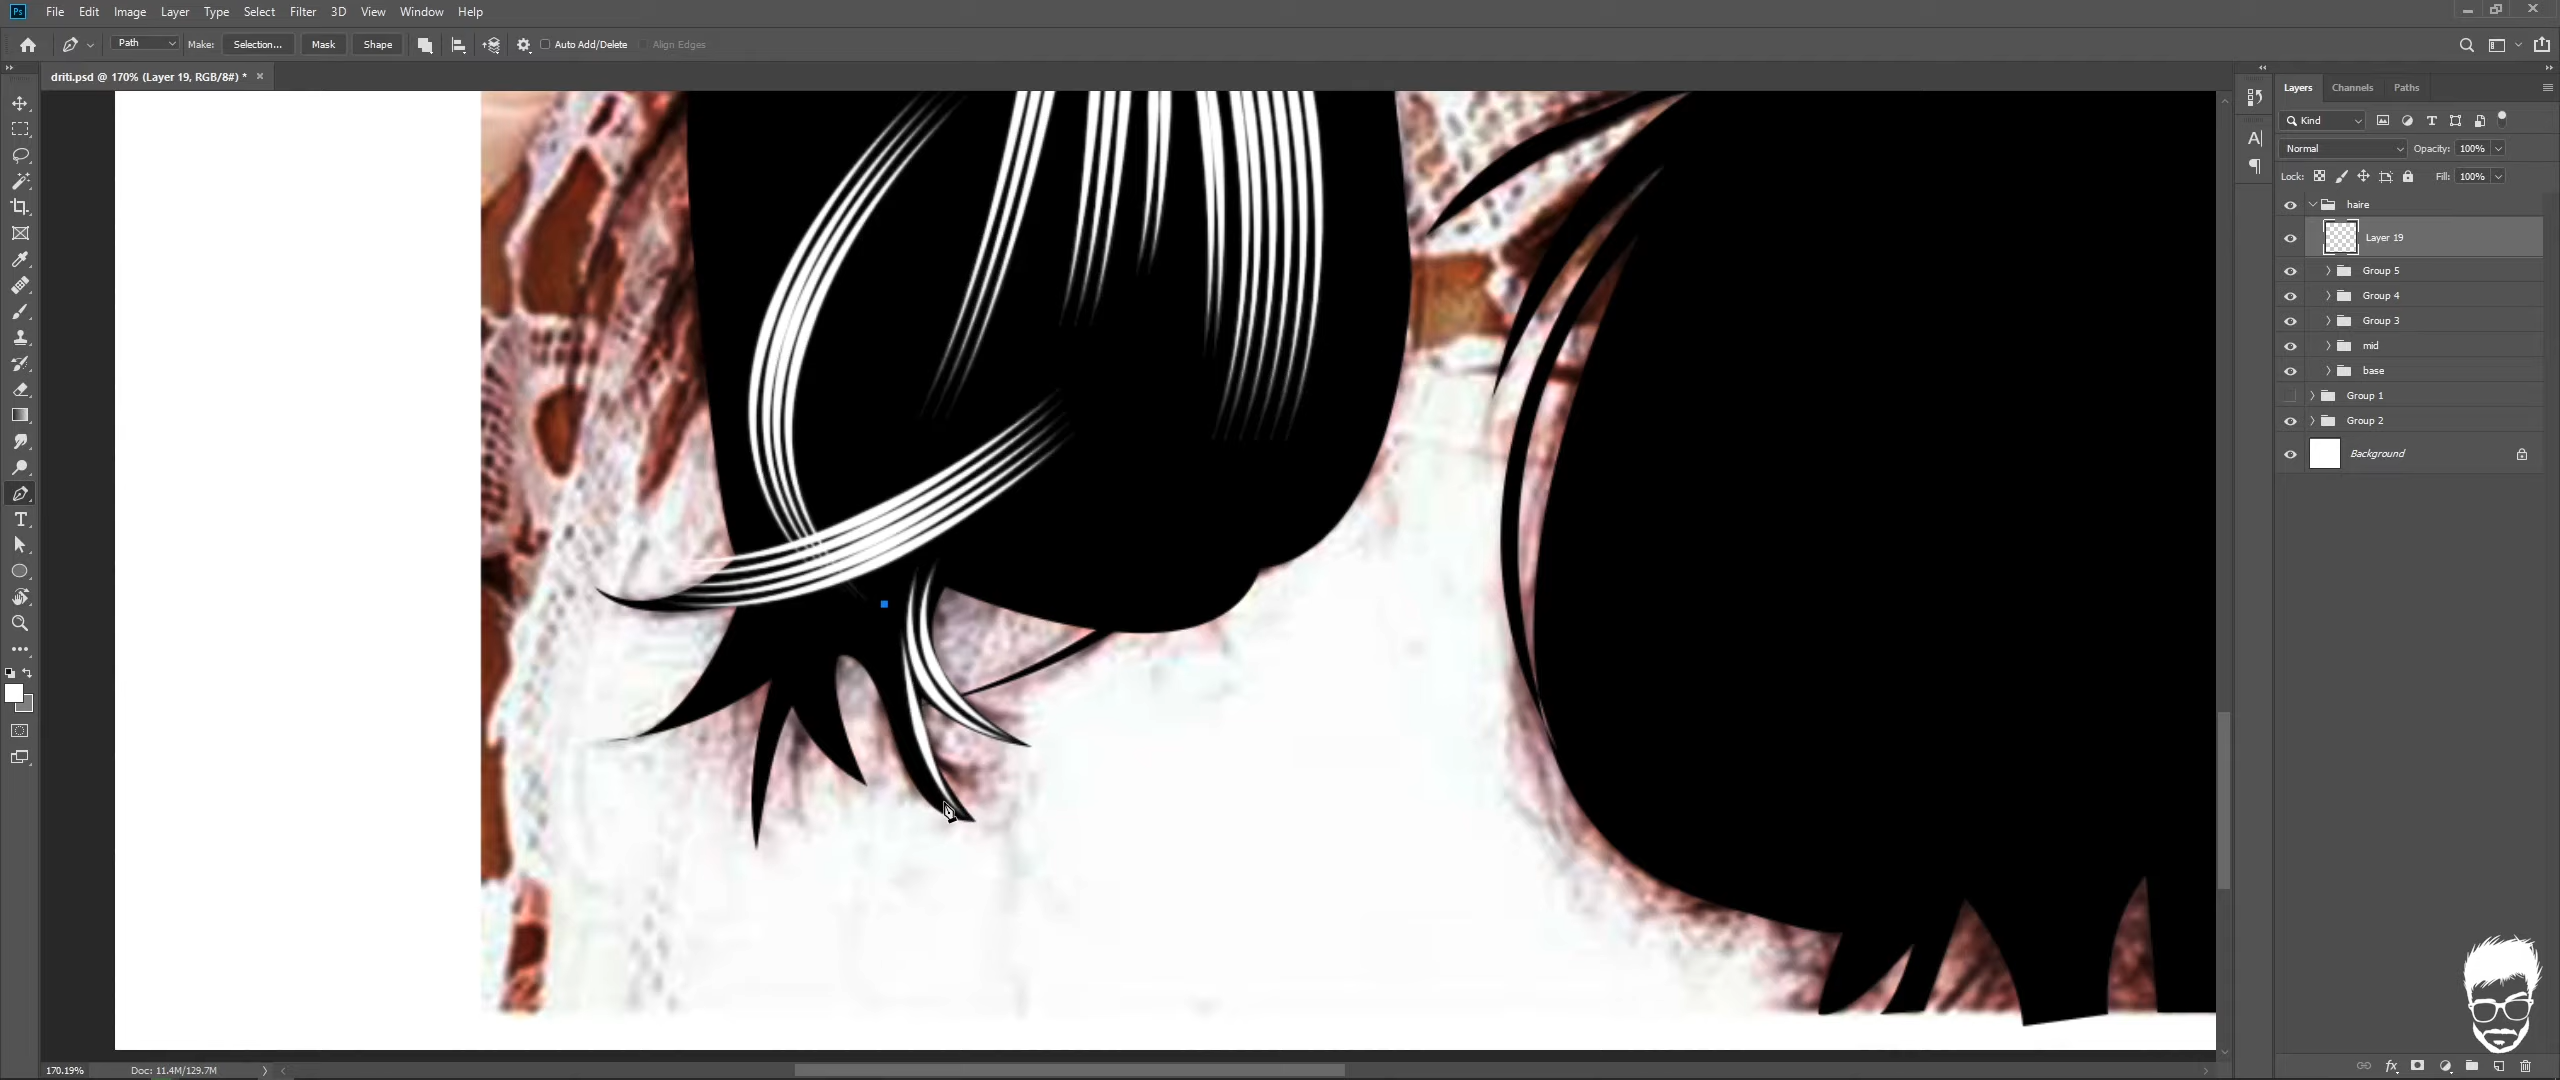 Ps File Edit Image Layer Type Select Filter 3D View Window Help
Path Make: Selection... Mask Shape Auto Add/Delete Align Edges
driti.psd @ 170% (Layer 19, RGB/8#) * ×
Layers Channels Paths
Kind
Normal Opacity: 100%
Lock: Fill: 100%
haire
Layer 19
Group 5
Group 4
Group 3
mid
base
Group 1
Group 2
Background
170.19% Doc: 11.4M/129.7M